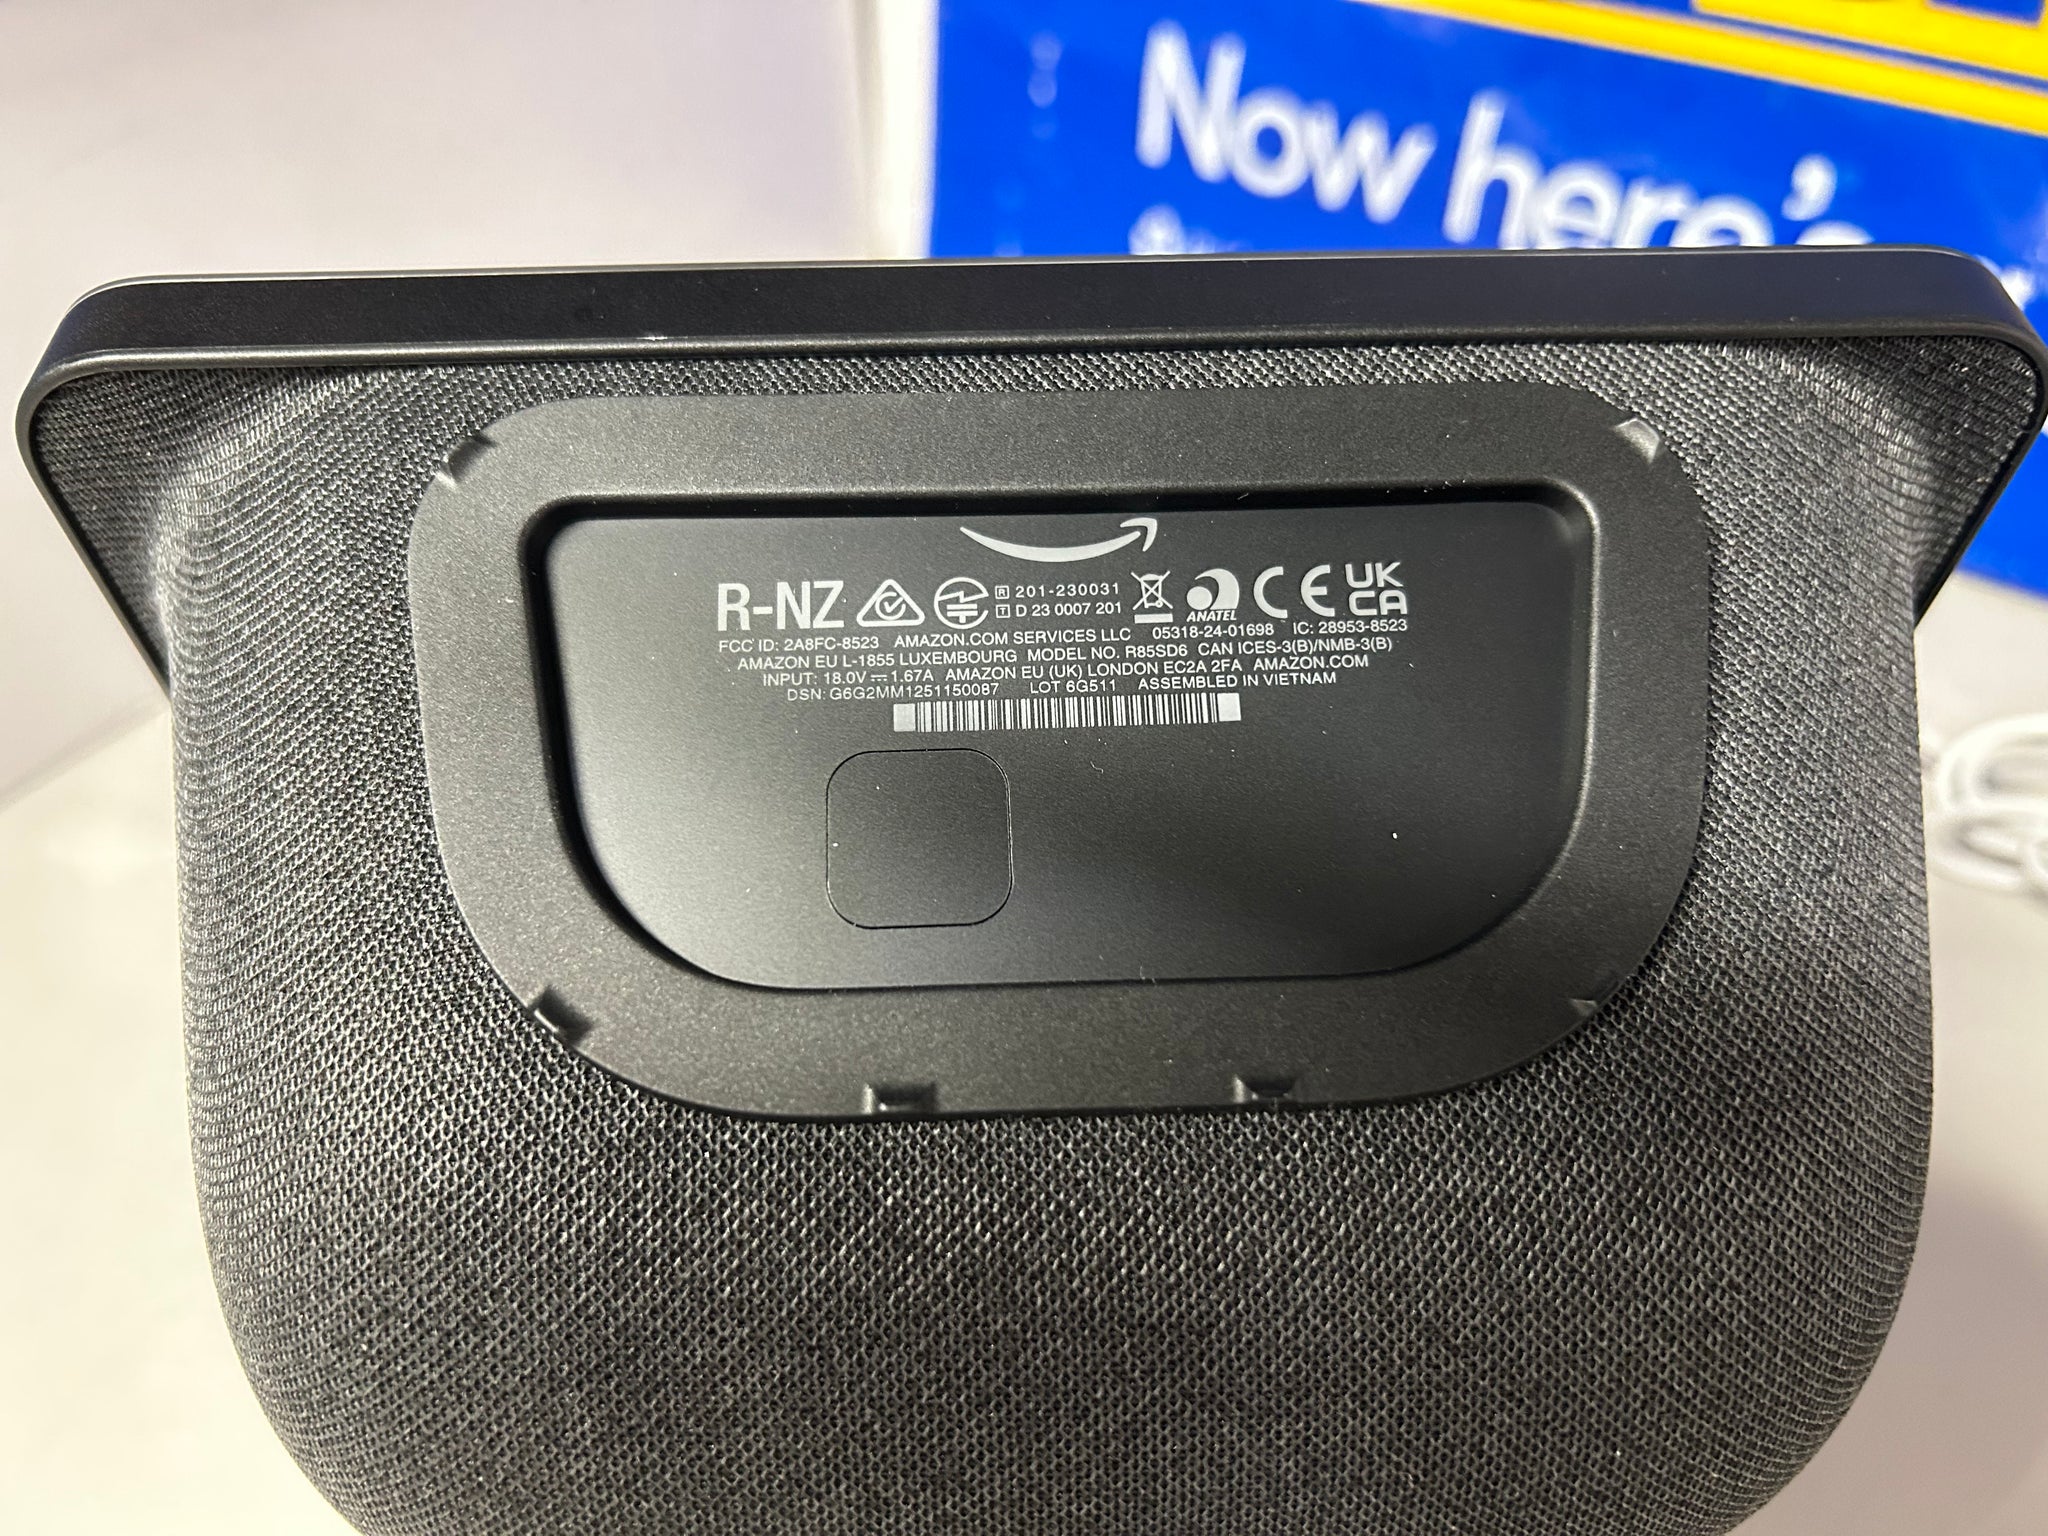 Now here's
R-NZ R 201-230031 ANATEL CE UK CA
T D 23 0007 201
FCC ID: 2A8FC-8523 AMAZON.COM SERVICES LLC 05318-24-01698 IC: 28953-8523
AMAZON EU L-1855 LUXEMBOURG MODEL NO. R85SD6 CAN ICES-3(B)/NMB-3(B)
INPUT: 18.0V⎓1.67A AMAZON EU (UK) LONDON EC2A 2FA AMAZON.COM
DSN: G6G2MM1251150087 LOT 6G511 ASSEMBLED IN VIETNAM